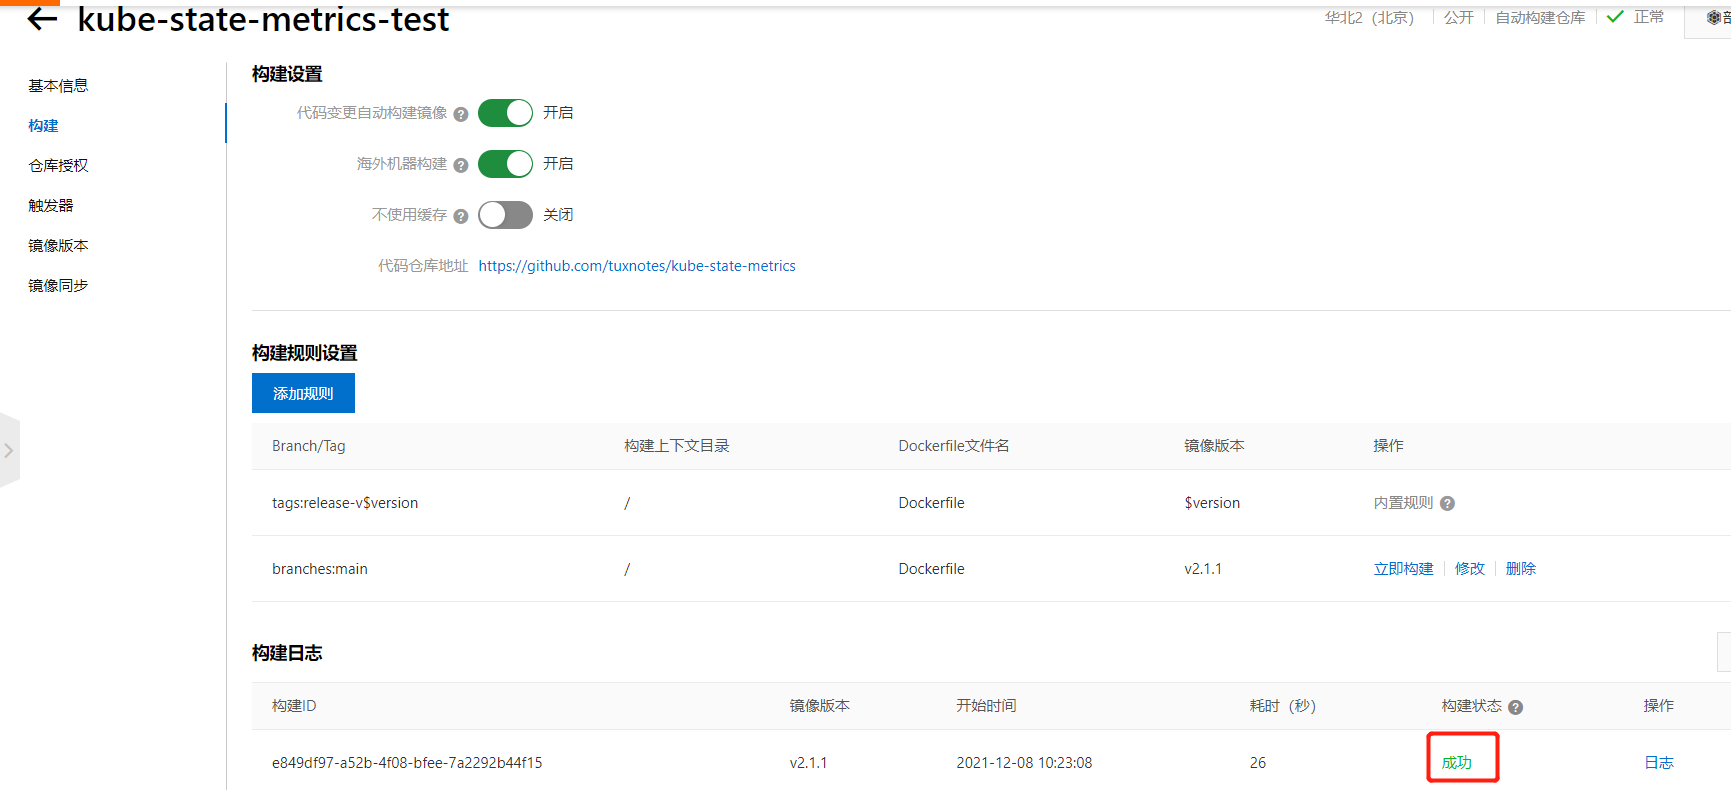 kube-state-metrics-test
华北2（北京） 公开 自动构建仓库 正常
基本信息
构建
仓库授权
触发器
镜像版本
镜像同步
构建设置
代码变更自动构建镜像 ? 开启
海外机器构建 ? 开启
不使用缓存 ? 关闭
代码仓库地址 https://github.com/tuxnotes/kube-state-metrics
构建规则设置
添加规则
Branch/Tag 构建上下文目录 Dockerfile文件名 镜像版本 操作
tags:release-v$version / Dockerfile $version 内置规则 ?
branches:main / Dockerfile v2.1.1 立即构建 修改 删除
构建日志
构建ID 镜像版本 开始时间 耗时（秒） 构建状态 ? 操作
e849df97-a52b-4f08-bfee-7a2292b44f15 v2.1.1 2021-12-08 10:23:08 26 成功 日志